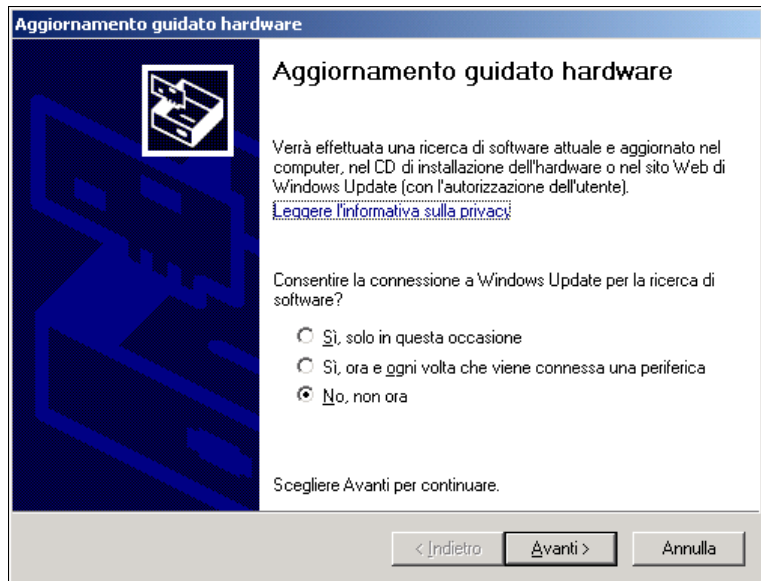 Aggiornamento guidato hardware
Aggiornamento guidato hardware
Verrà effettuata una ricerca di software attuale e aggiornato nel
computer, nel CD di installazione dell'hardware o nel sito Web di
Windows Update (con l'autorizzazione dell'utente).
Leggere l'informativa sulla privacy
Consentire la connessione a Windows Update per la ricerca di
software?
Sì, solo in questa occasione
Sì, ora e ogni volta che viene connessa una periferica
No, non ora
Scegliere Avanti per continuare.
< Indietro
Avanti >
Annulla